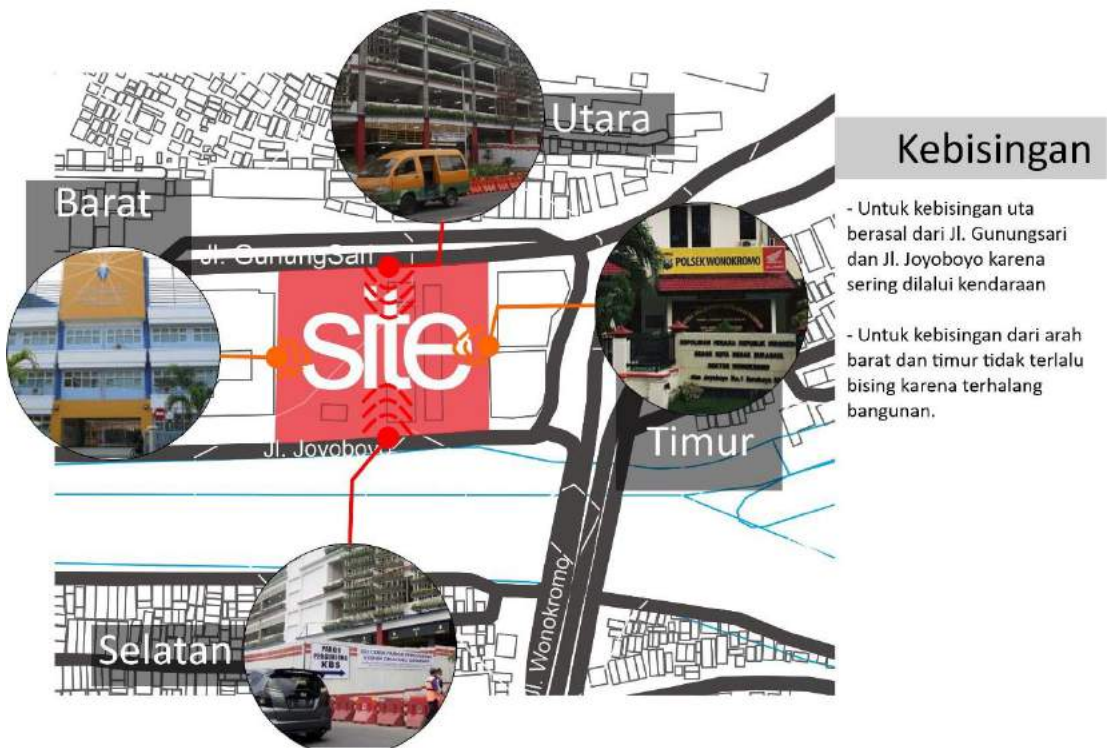 Utara
Kebisingan
Barat
- Untuk kebisingan uta
berasal dari Jl. Gunungsari
dan Jl. Joyoboyo karena
sering dilalui kendaraan
- Untuk kebisingan dari arah
barat dan timur tidak terlalu
bising karena terhalang
bangunan.
Jl. GunungSari
POLSEK WONOKROMO
site
Timur
Jl. Joyoboyo
Jl. Wonokromo
Selatan
PARKIR
KBS